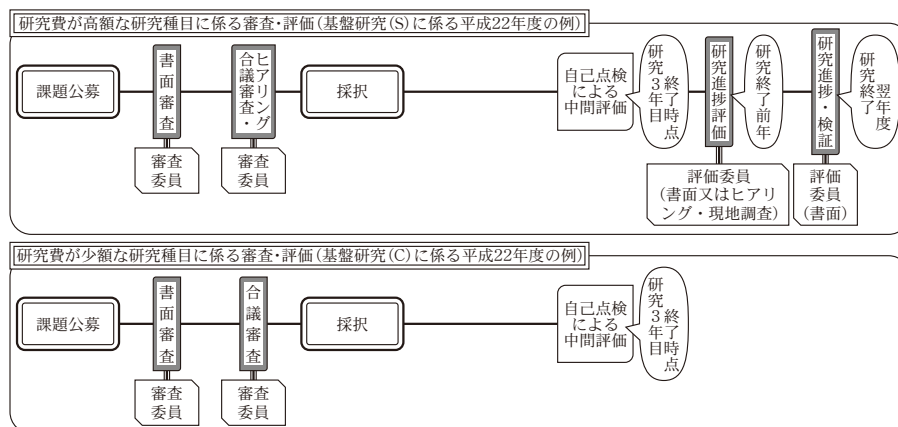 研究費が高額な研究種目に係る審査・評価(基盤研究(S)に係る平成22年度の例)
課題公募
書面審査
審査
委員
合議審査・
ヒアリング
審査
委員
採択
自己点検
による
中間評価
研究3年目
終了時点
研究進捗評価
研究終了前年
評価委員
(書面又はヒアリ
ング・現地調査)
研究進捗・検証
研究終了
翌年度
評価
委員
(書面)
研究費が少額な研究種目に係る審査・評価(基盤研究(C)に係る平成22年度の例)
課題公募
書面審査
審査
委員
合議審査
審査
委員
採択
自己点検
による
中間評価
研究3年目
終了時点